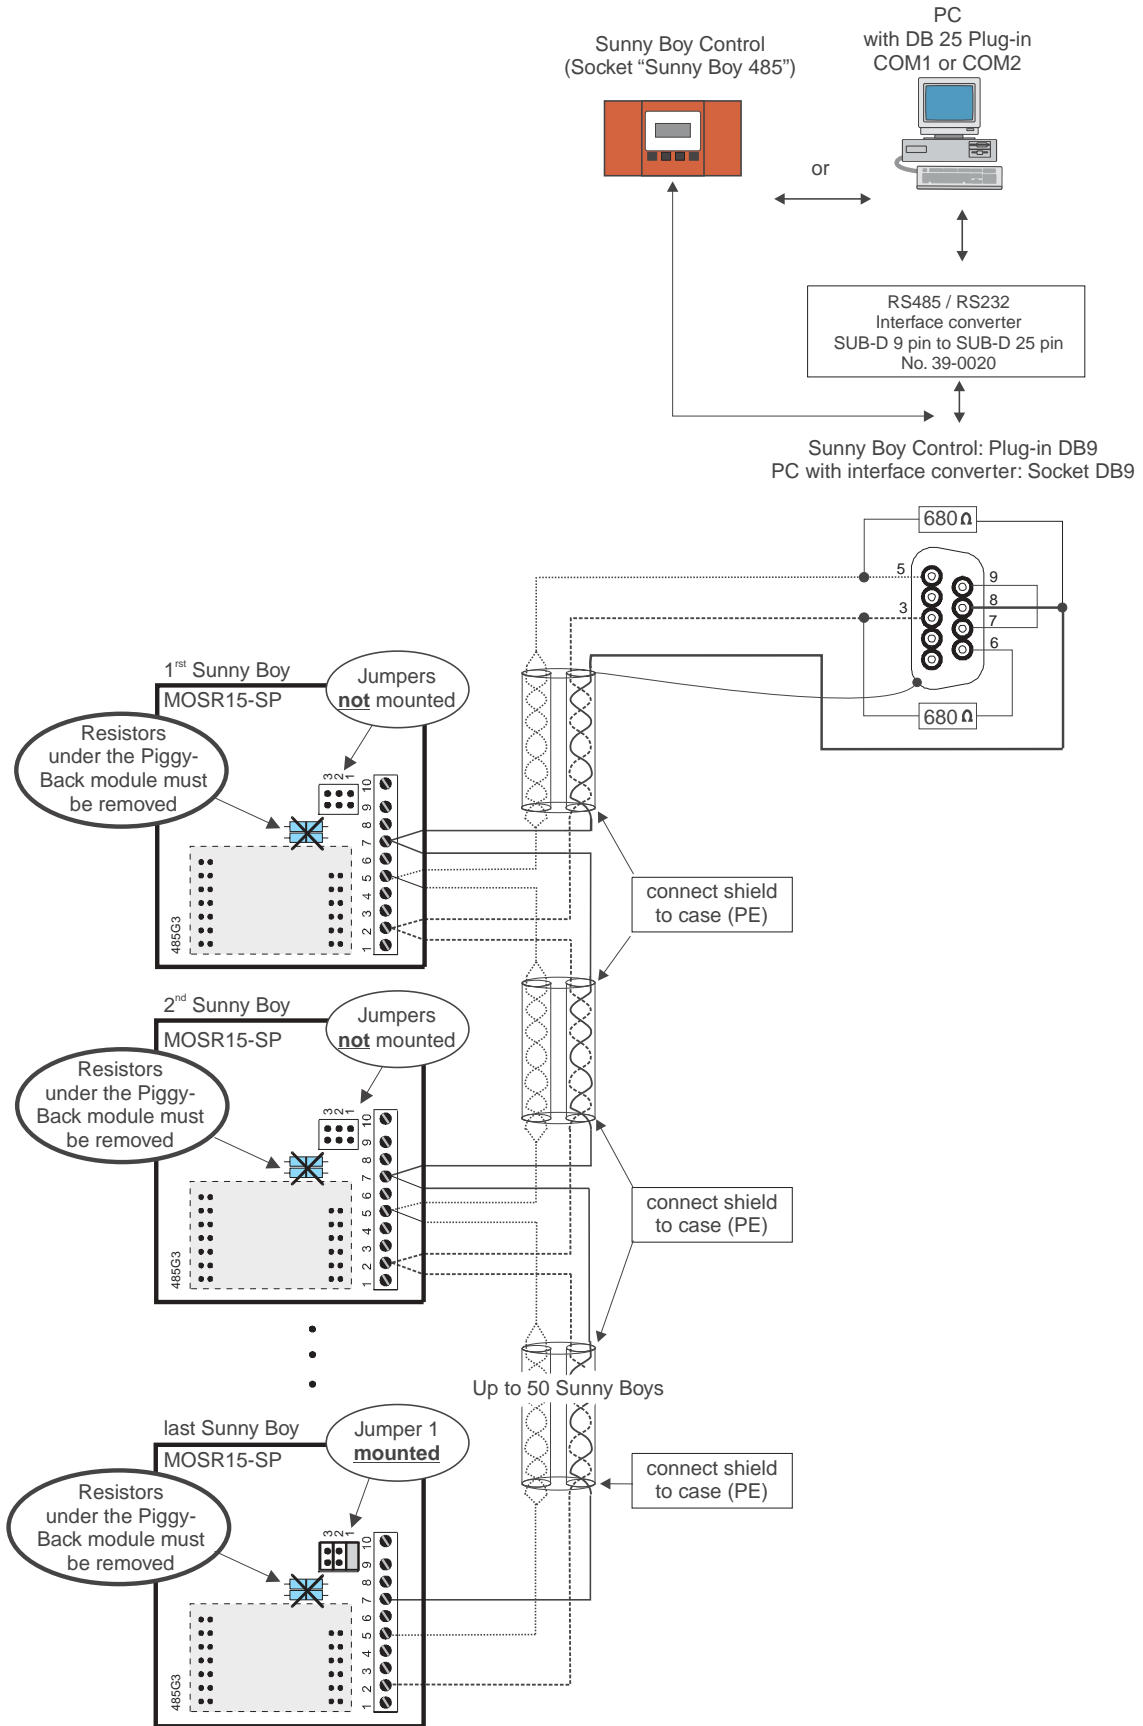 PC
with DB 25 Plug-in
COM1 or COM2
Sunny Boy Control
(Socket “Sunny Boy 485”)
or
RS485 / RS232
Interface converter
SUB-D 9 pin to SUB-D 25 pin
No. 39-0020
Sunny Boy Control: Plug-in DB9
PC with interface converter: Socket DB9
680 Ω
5
9
3
8
7
6
680 Ω
1rst Sunny Boy
MOSR15-SP
Jumpers
not mounted
Resistors
under the Piggy-
Back module must
be removed
3 2 1
10
9
8
7
6
5
4
3
2
1
485G3
connect shield
to case (PE)
2nd Sunny Boy
MOSR15-SP
Jumpers
not mounted
Resistors
under the Piggy-
Back module must
be removed
3 2 1
10
9
8
7
6
5
4
3
2
1
485G3
connect shield
to case (PE)
Up to 50 Sunny Boys
last Sunny Boy
MOSR15-SP
Jumper 1
mounted
Resistors
under the Piggy-
Back module must
be removed
3 2 1
10
9
8
7
6
5
4
3
2
1
485G3
connect shield
to case (PE)